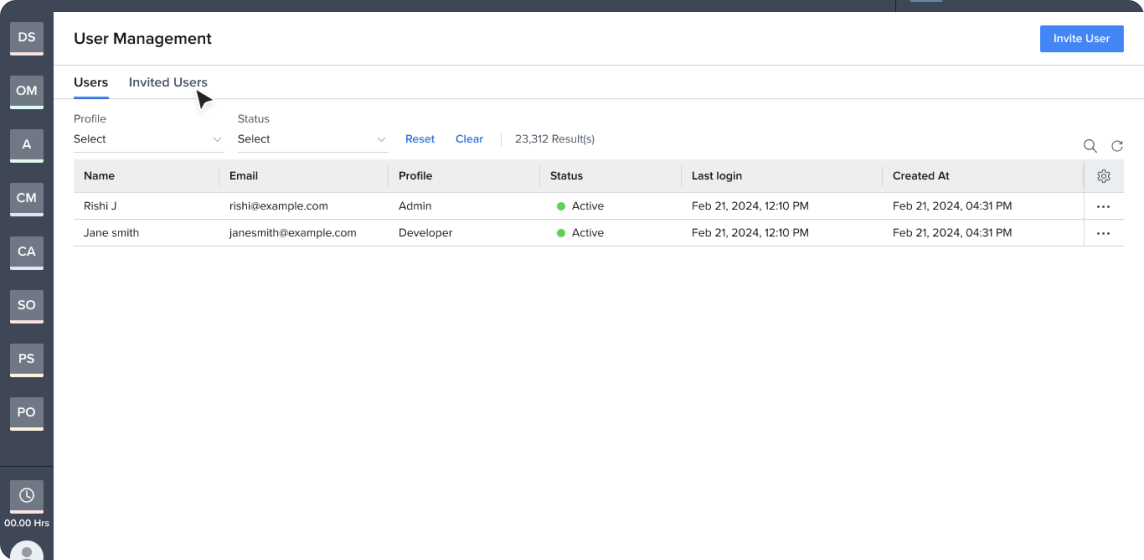 DS
OM
A
CM
CA
SO
PS
PO
00.00 Hrs
User Management
Invite User
Users Invited Users
Profile Status
Select Select Reset Clear 23,312 Result(s)
Name Email Profile Status Last login Created At
Rishi J rishi@example.com Admin Active Feb 21, 2024, 12:10 PM Feb 21, 2024, 04:31 PM
Jane smith janesmith@example.com Developer Active Feb 21, 2024, 12:10 PM Feb 21, 2024, 04:31 PM